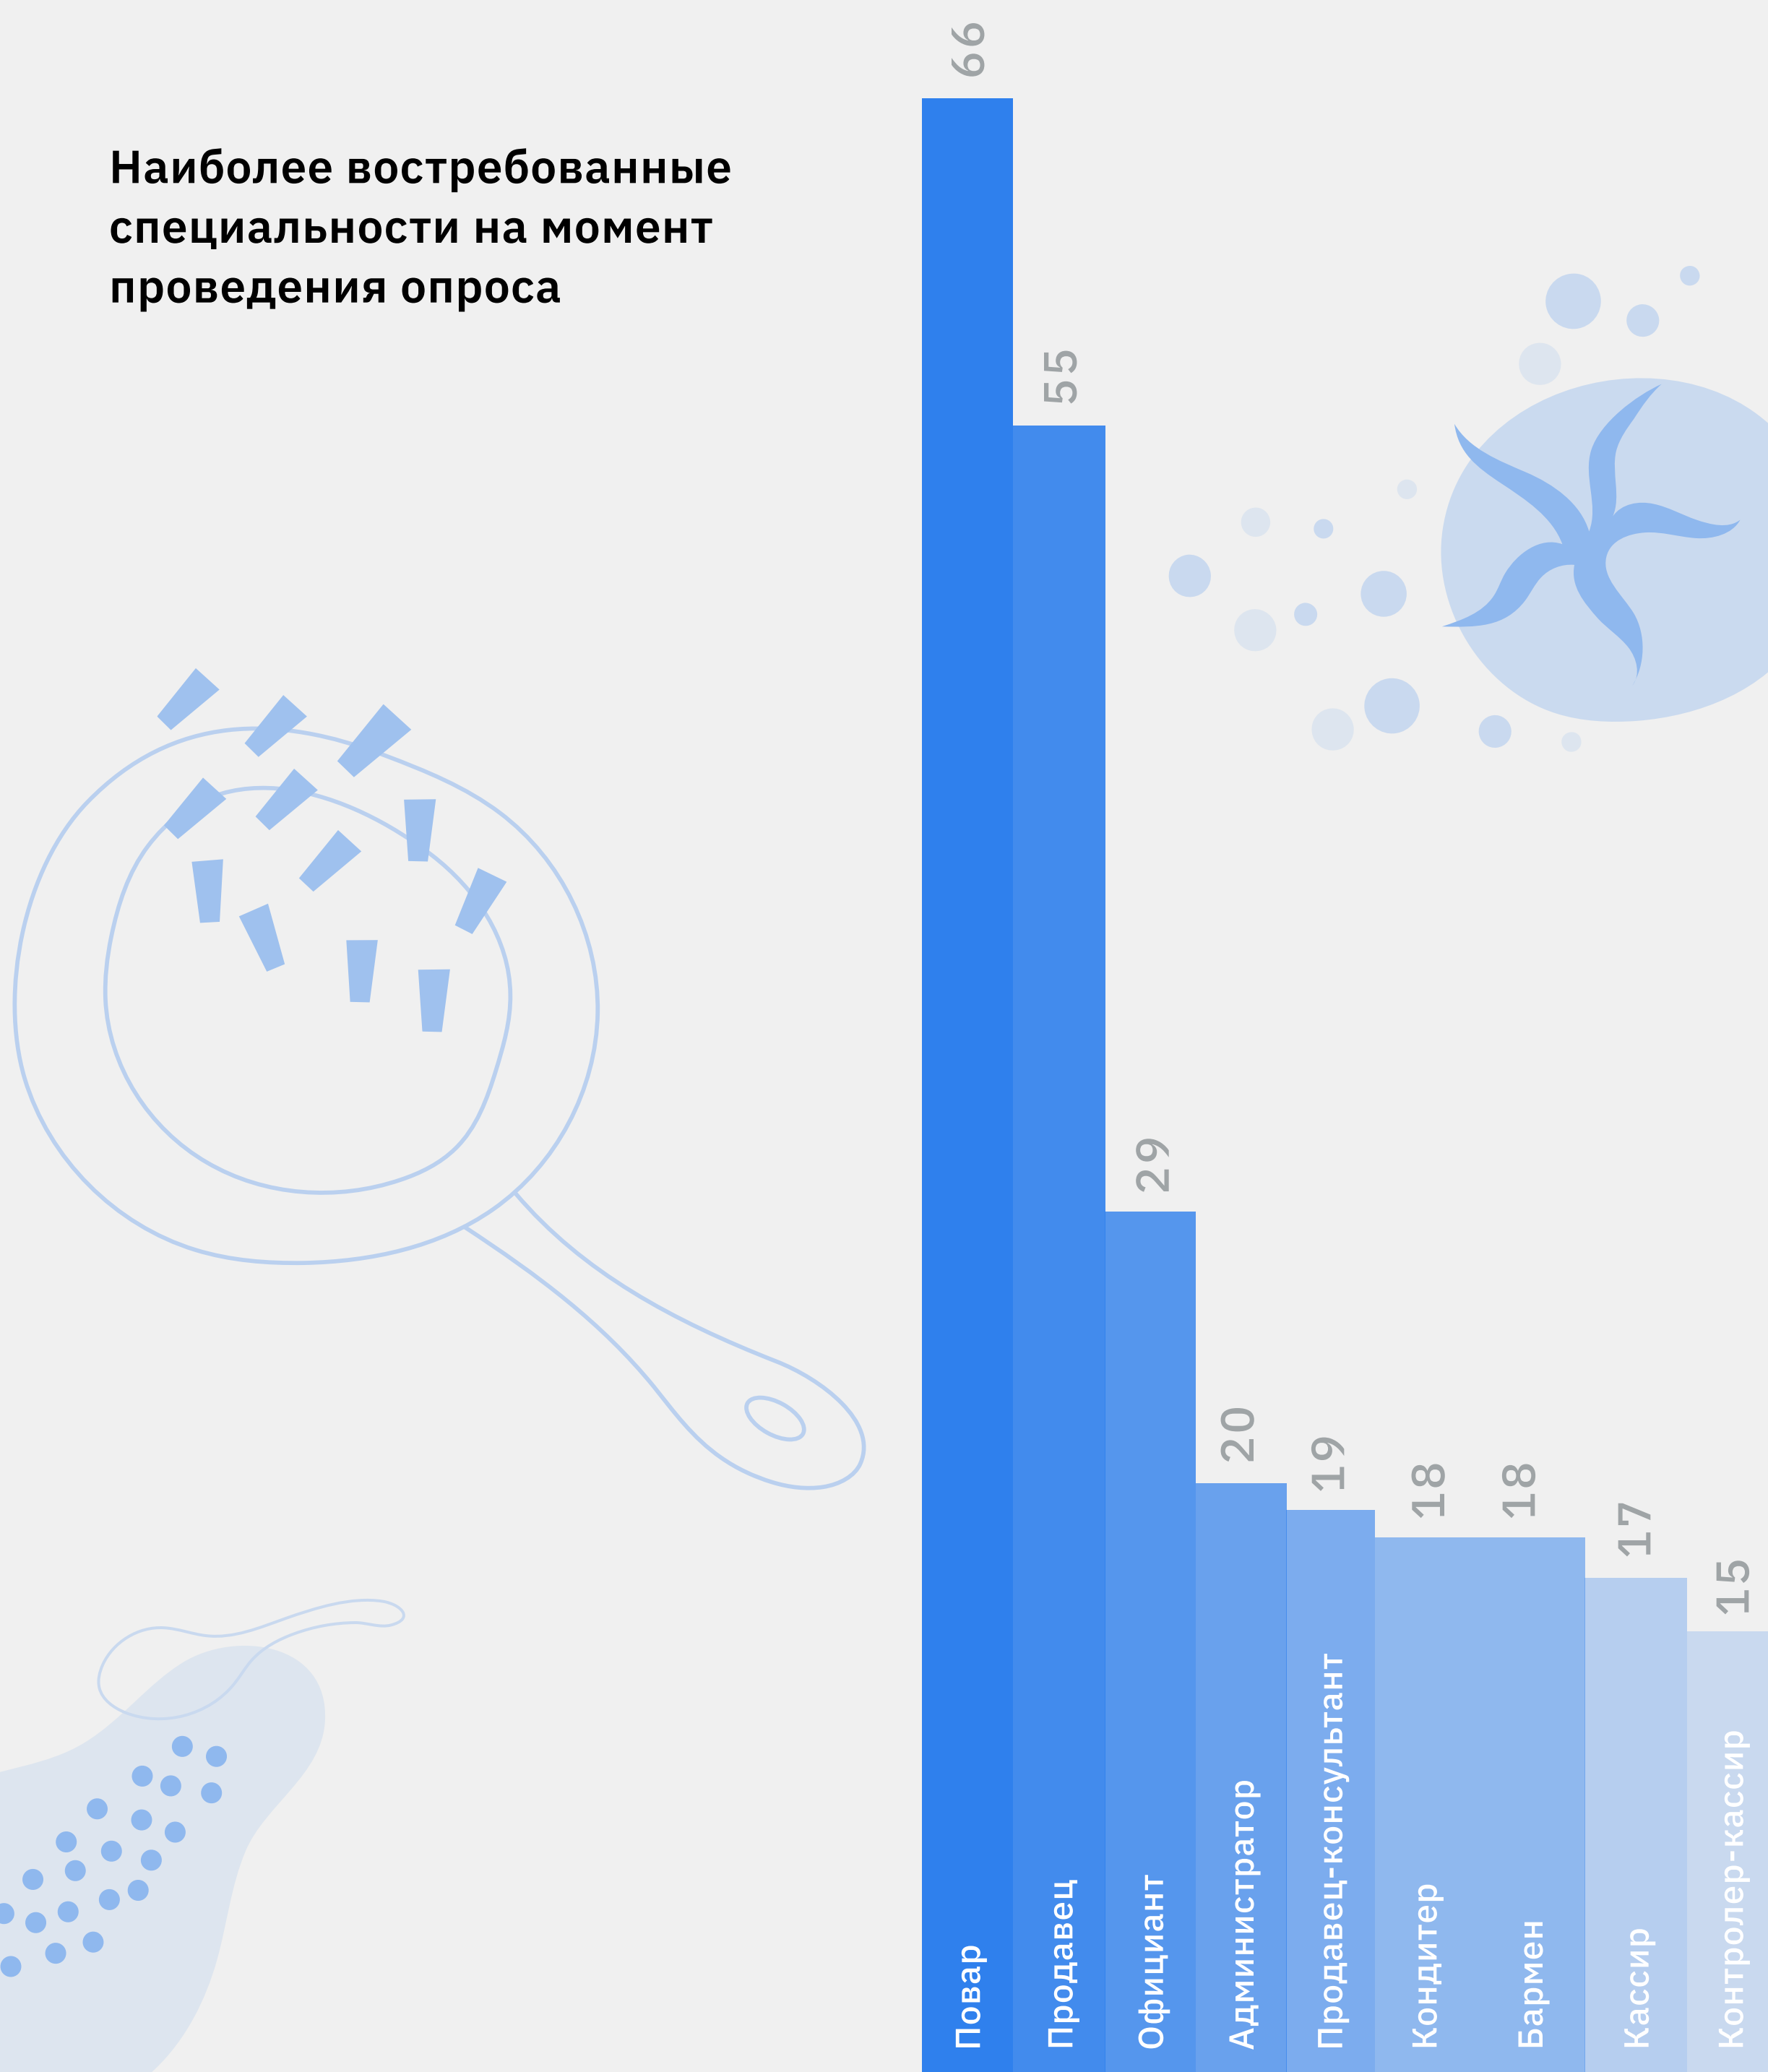 Наиболее востребованные
специальности на момент
проведения опроса
66
55
29
20
19
18
18
17
15
Повар
Продавец
Официант
Администратор
Продавец-консультант
Кондитер
Бармен
Кассир
Контролер-кассир